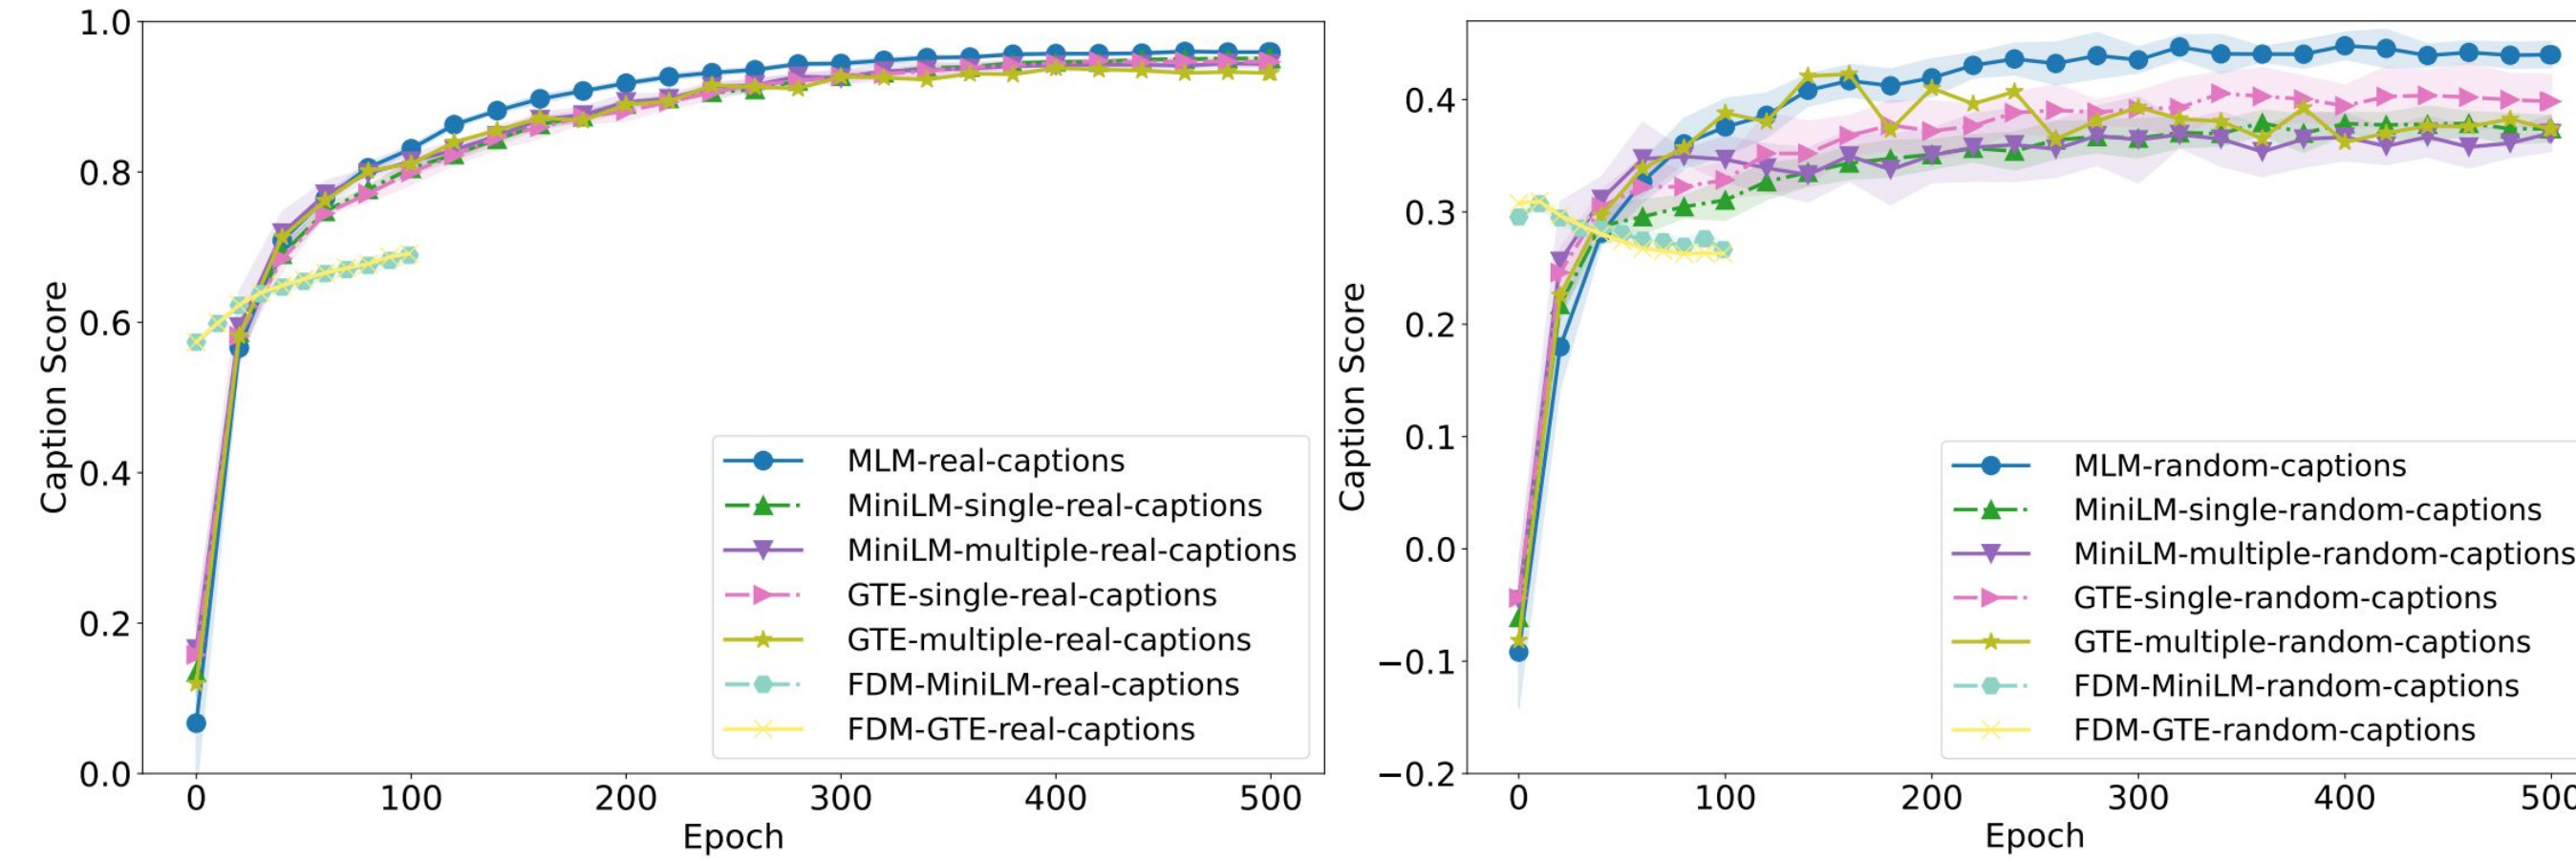 1.0
0.8
0.6
0.4
0.2
0.0
Caption Score
0 100 200 300 400 500
Epoch
MLM-real-captions
MiniLM-single-real-captions
MiniLM-multiple-real-captions
GTE-single-real-captions
GTE-multiple-real-captions
FDM-MiniLM-real-captions
FDM-GTE-real-captions
0.4
0.3
0.2
0.1
0.0
−0.1
−0.2
Caption Score
0 100 200 300 400 500
Epoch
MLM-random-captions
MiniLM-single-random-captions
MiniLM-multiple-random-captions
GTE-single-random-captions
GTE-multiple-random-captions
FDM-MiniLM-random-captions
FDM-GTE-random-captions